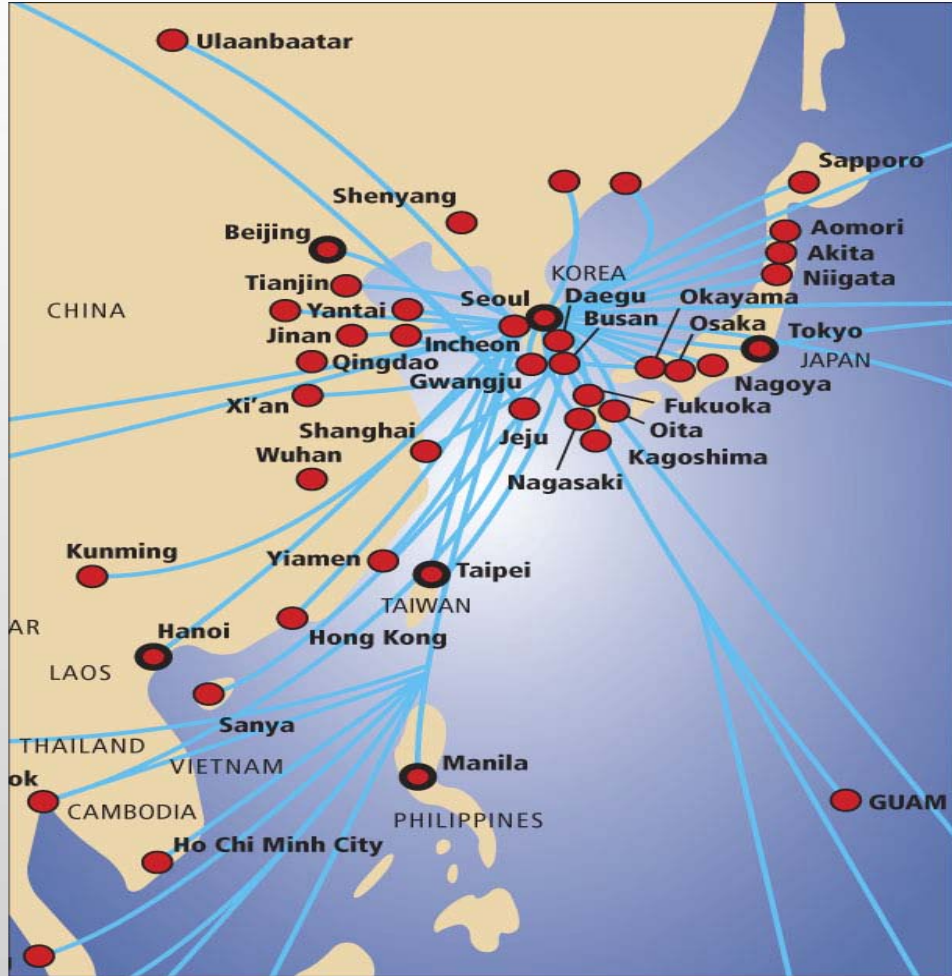 Ulaanbaatar
Sapporo
Shenyang
Beijing
Aomori
Akita
Tianjin
KOREA
Niigata
CHINA
Yantai
Seoul
Daegu
Okayama
Jinan
Incheon
Busan
Osaka
Tokyo
Qingdao
Gwangju
JAPAN
Nagoya
Xi'an
Fukuoka
Shanghai
Jeju
Oita
Wuhan
Kagoshima
Nagasaki
Kunming
Yiamen
Taipei
TAIWAN
AR
Hanoi
Hong Kong
LAOS
Sanya
THAILAND
VIETNAM
Manila
ok
CAMBODIA
PHILIPPINES
GUAM
Ho Chi Minh City